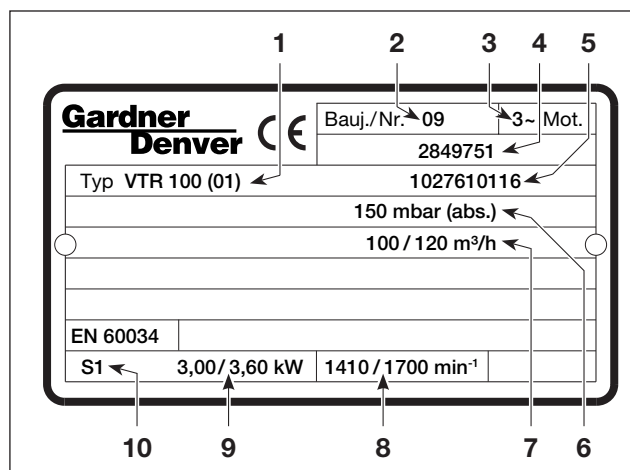 1 2 3 4 5
Gardner Denver CE Bauj./Nr. 09 3~ Mot.
2849751
Typ VTR 100 (01) 1027610116
150 mbar (abs.)
100 / 120 m³/h
EN 60034
S1 3,00/3,60 kW 1410/1700 min⁻¹
10 9 8 7 6